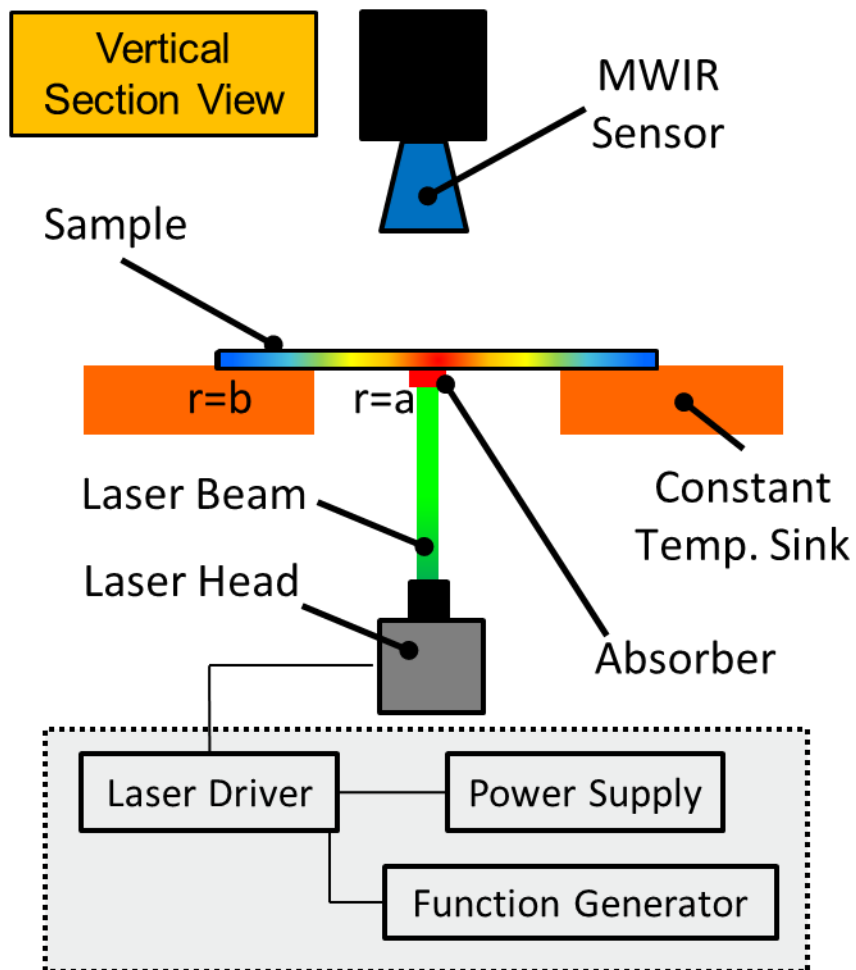 Vertical
Section View
MWIR
Sensor
Sample
r=b
r=a
Laser Beam
Constant
Temp. Sink
Laser Head
Absorber
Laser Driver
Power Supply
Function Generator